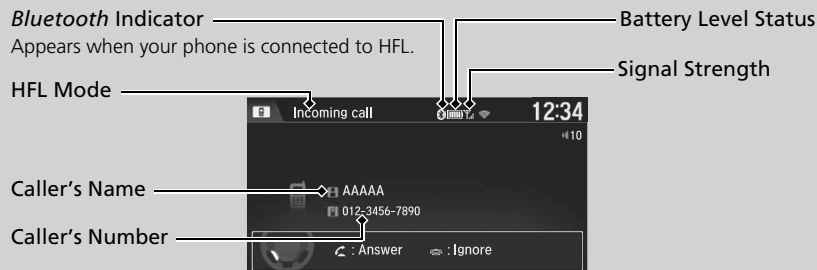 Bluetooth Indicator
Appears when your phone is connected to HFL.
HFL Mode
Battery Level Status
Signal Strength
Incoming call
12:34
10
Caller's Name
AAAAA
012-3456-7890
Caller's Number
: Answer
: Ignore